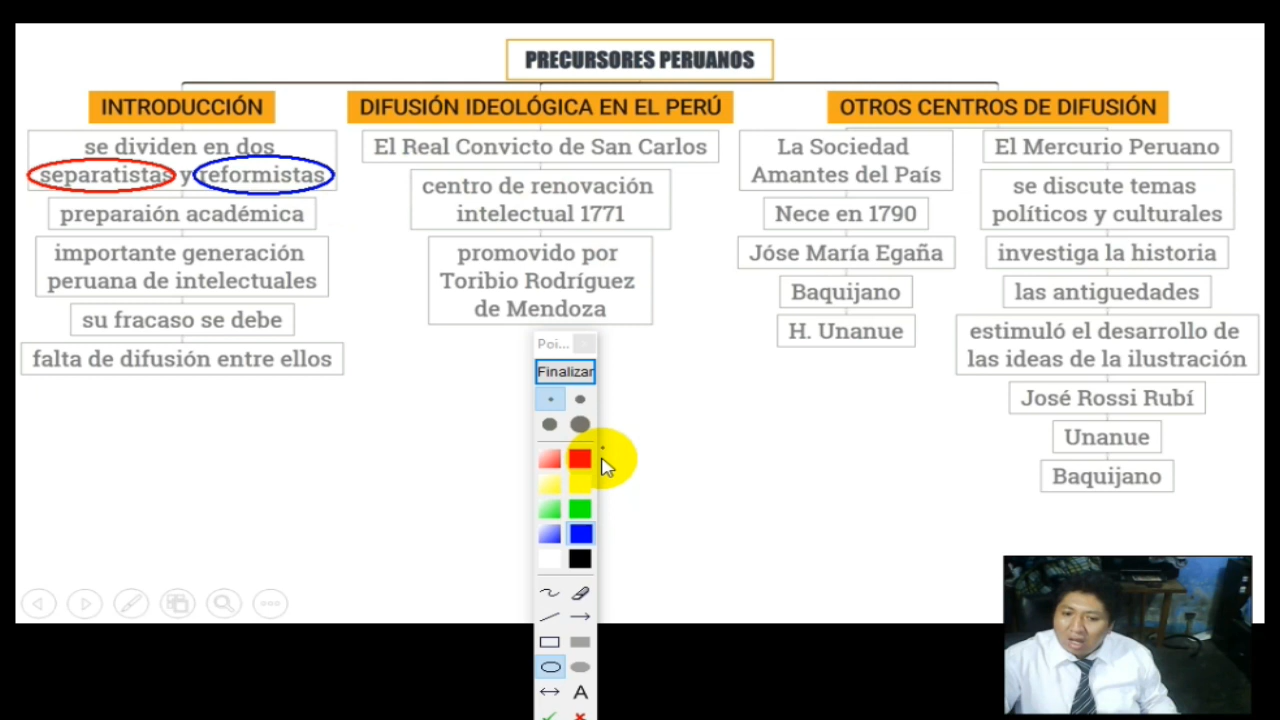 PRECURSORES PERUANOS
INTRODUCCIÓN
se dividen en dos
separatistas y reformistas
preparaión académica
importante generación
peruana de intelectuales
su fracaso se debe
falta de difusión entre ellos
DIFUSIÓN IDEOLÓGICA EN EL PERÚ
El Real Convicto de San Carlos
centro de renovación
intelectual 1771
promovido por
Toribio Rodríguez
de Mendoza
OTROS CENTROS DE DIFUSIÓN
La Sociedad
Amantes del País
Nece en 1790
Jóse María Egaña
Baquijano
H. Unanue
El Mercurio Peruano
se discute temas
políticos y culturales
investiga la historia
las antiguedades
estimuló el desarrollo de
las ideas de la ilustración
José Rossi Rubí
Unanue
Baquijano
Poi...
Finalizar
A